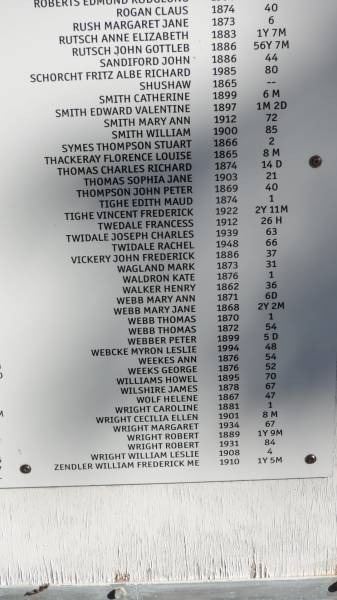 ROBERTS EDMUND
ROGAN CLAUS 1874 40
RUSH MARGARET JANE 1873 6
RUTSCH ANNE ELIZABETH 1883 1Y 7M
RUTSCH JOHN GOTTLEB 1886 56Y 7M
SANDIFORD JOHN 1886 44
SCHORCHT FRITZ ALBE RICHARD 1985 80
SHUSHAW 1865 --
SMITH CATHERINE 1899 6 M
SMITH EDWARD VALENTINE 1897 1M 2D
SMITH MARY ANN 1912 72
SMITH WILLIAM 1900 85
SYMES THOMPSON STUART 1866 2
THACKERAY FLORENCE LOUISE 1865 8 M
THOMAS CHARLES RICHARD 1874 14 D
THOMAS SOPHIA JANE 1903 21
THOMPSON JOHN PETER 1869 40
TIGHE EDITH MAUD 1874 1
TIGHE VINCENT FREDERICK 1922 2Y 11M
TWEDALE FRANCESS 1912 26 H
TWIDALE JOSEPH CHARLES 1939 63
TWIDALE RACHEL 1948 66
VICKERY JOHN FREDERICK 1886 37
WAGLAND MARK 1873 31
WALDRON KATE 1876 1
WALKER HENRY 1862 36
WEBB MARY ANN 1871 6D
WEBB MARY JANE 1868 2Y 2M
WEBB THOMAS 1870 1
WEBB THOMAS 1872 54
WEBBER PETER 1899 5 D
WEBCKE MYRON LESLIE 1994 48
WEEKES ANN 1876 54
WEEKS GEORGE 1876 52
WILLIAMS HOWEL 1895 70
WILSHIRE JAMES 1878 67
WOLF HELENE 1867 47
WRIGHT CAROLINE 1881 1
WRIGHT CECILIA ELLEN 1901 8 M
WRIGHT MARGARET 1934 67
WRIGHT ROBERT 1889 1Y 9M
WRIGHT ROBERT 1931 84
WRIGHT WILLIAM LESLIE 1908 4
ZENDLER WILLIAM FREDERICK ME 1910 1Y 5M